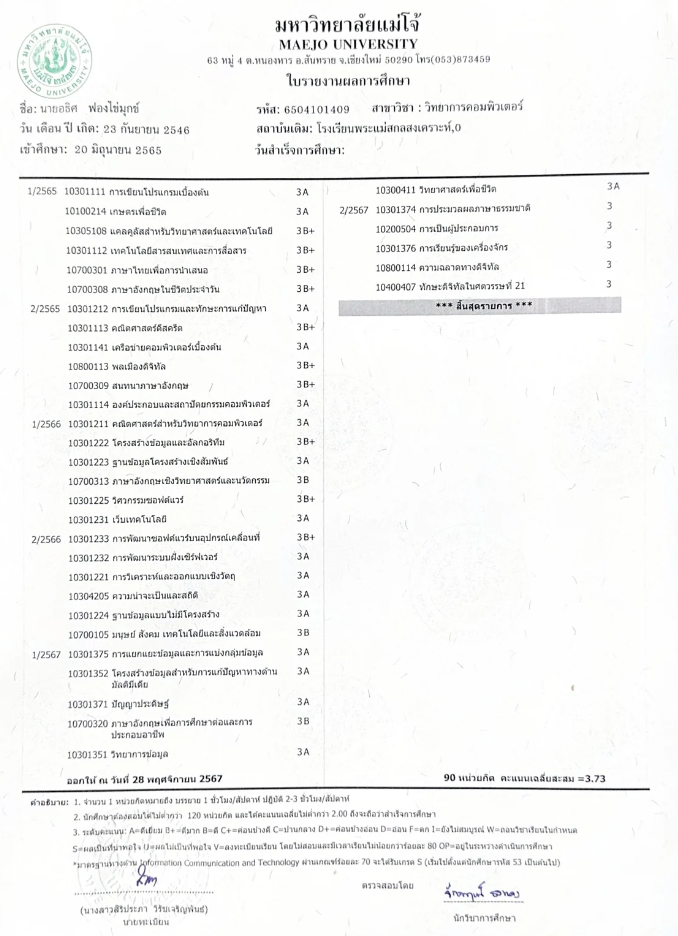 มหาวิทยาลัยแม่โจ้
MAEJO UNIVERSITY
63 หมู่ 4 ต.หนองหาร อ.สันทราย จ.เชียงใหม่ 50290 โทร(053)873459
ใบรายงานผลการศึกษา
ชื่อ: นายอธิศ ฟองไข่มุกข์
รหัส: 6504101409 สาขาวิชา : วิทยาการคอมพิวเตอร์
วัน เดือน ปี เกิด: 23 กันยายน 2546
สถาบันเดิม: โรงเรียนพระแม่สกลสงเคราะห์,0
เข้าศึกษา: 20 มิถุนายน 2565
วันสำเร็จการศึกษา:
1/2565 10301111 การเขียนโปรแกรมเบื้องต้น 3 A
10100214 เกษตรเพื่อชีวิต 3 A
10305108 แคลคูลัสสำหรับวิทยาศาสตร์และเทคโนโลยี 3 B+
10301112 เทคโนโลยีสารสนเทศและการสื่อสาร 3 B+
10700301 ภาษาไทยเพื่อการนำเสนอ 3 B+
10700308 ภาษาอังกฤษในชีวิตประจำวัน 3 B+
2/2565 10301212 การเขียนโปรแกรมและทักษะการแก้ปัญหา 3 A
10301113 คณิตศาสตร์ดีสครีต 3 B+
10301141 เครือข่ายคอมพิวเตอร์เบื้องต้น 3 A
10800113 พลเมืองดิจิทัล 3 B+
10700309 สนทนาภาษาอังกฤษ 3 B+
10301114 องค์ประกอบและสถาปัตยกรรมคอมพิวเตอร์ 3 A
1/2566 10301211 คณิตศาสตร์สำหรับวิทยาการคอมพิวเตอร์ 3 A
10301222 โครงสร้างข้อมูลและอัลกอริทึม 3 B+
10301223 ฐานข้อมูลโครงสร้างเชิงสัมพันธ์ 3 A
10700313 ภาษาอังกฤษเชิงวิทยาศาสตร์และนวัตกรรม 3 B
10301225 วิศวกรรมซอฟต์แวร์ 3 B+
10301231 เว็บเทคโนโลยี 3 A
2/2566 10301233 การพัฒนาซอฟต์แวร์บนอุปกรณ์เคลื่อนที่ 3 B+
10301232 การพัฒนาระบบฝั่งเซิร์ฟเวอร์ 3 A
10301221 การวิเคราะห์และออกแบบเชิงวัตถุ 3 A
10304205 ความน่าจะเป็นและสถิติ 3 A
10301224 ฐานข้อมูลแบบไม่มีโครงสร้าง 3 A
10700105 มนุษย์ สังคม เทคโนโลยีและสิ่งแวดล้อม 3 B
1/2567 10301375 การแยกแยะข้อมูลและการแบ่งกลุ่มข้อมูล 3 A
10301352 โครงสร้างข้อมูลสำหรับการแก้ปัญหาทางด้าน 3 A
มัลติมีเดีย
10301371 ปัญญาประดิษฐ์ 3 A
10700320 ภาษาอังกฤษเพื่อการศึกษาต่อและการ 3 B
ประกอบอาชีพ
10301351 วิทยาการข้อมูล 3 A
10300411 วิทยาศาสตร์เพื่อชีวิต 3 A
2/2567 10301374 การประมวลผลภาษาธรรมชาติ 3
10200504 การเป็นผู้ประกอบการ 3
10301376 การเรียนรู้ของเครื่องจักร 3
10800114 ความฉลาดทางดิจิทัล 3
10400407 ทักษะดิจิทัลในศตวรรษที่ 21 3
*** สิ้นสุดรายการ ***
ออกให้ ณ วันที่ 28 พฤศจิกายน 2567
90 หน่วยกิต คะแนนเฉลี่ยสะสม =3.73
คำอธิบาย: 1. จำนวน 1 หน่วยกิตหมายถึง บรรยาย 1 ชั่วโมง/สัปดาห์ ปฏิบัติ 2-3 ชั่วโมง/สัปดาห์
2. นักศึกษาต้องสอบได้ไม่ต่ำกว่า 120 หน่วยกิต และได้คะแนนเฉลี่ยไม่ต่ำกว่า 2.00 ถึงจะถือว่าสำเร็จการศึกษา
3. ระดับคะแนน: A=ดีเยี่ยม B+=ดีมาก B=ดี C+=ค่อนข้างดี C=ปานกลาง D+=ค่อนข้างอ่อน D=อ่อน F=ตก I=ยังไม่สมบูรณ์ W=ถอนวิชาเรียนในกำหนด
S=ผลเป็นที่น่าพอใจ U=ผลไม่เป็นที่พอใจ V=ลงทะเบียนเรียน โดยไม่สอบและมีเวลาเรียนไม่น้อยกว่าร้อยละ 80 OP=อยู่ในระหว่างดำเนินการศึกษา
*มาตรฐานทางด้าน Information Communication and Technology ผ่านเกณฑ์ร้อยละ 70 จะได้รับเกรด S (เริ่มใช้ตั้งแต่นักศึกษารหัส 53 เป็นต้นไป)
ตรวจสอบโดย
(นางสาวสิริประภา วีรับเจริญพันธ์)
นายทะเบียน
นักวิชาการศึกษา